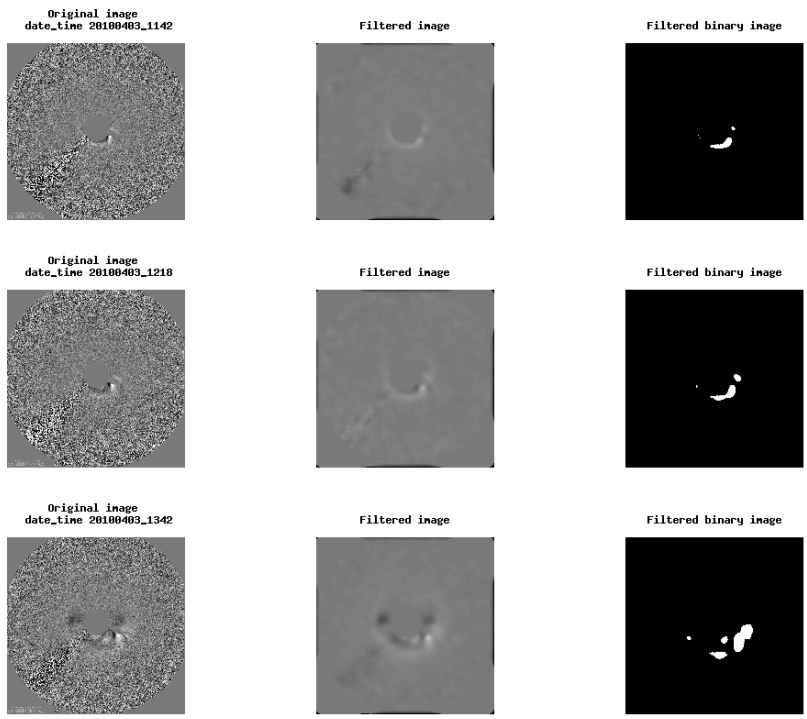 Original image
date_time 20100403_1142
Filtered image
Filtered binary image
Original image
date_time 20100403_1218
Filtered image
Filtered binary image
Original image
date_time 20100403_1342
Filtered image
Filtered binary image